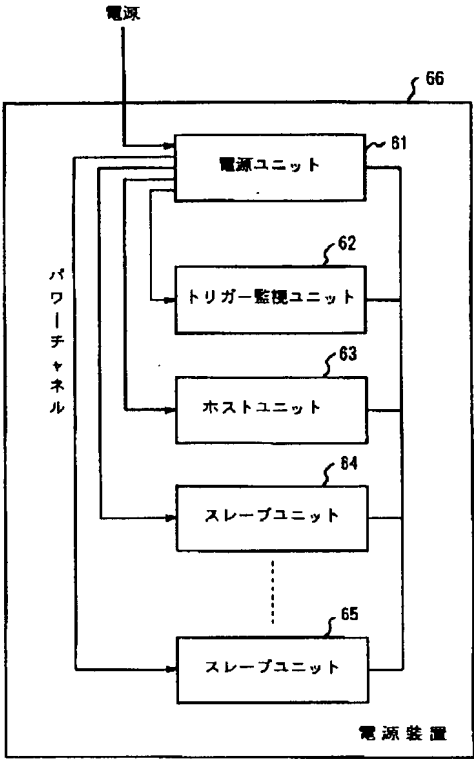 電源
66
61
電源ユニット
62
トリガー監視ユニット
63
ホストユニット
64
スレーブユニット
65
スレーブユニット
パワーチャネル
電源装置